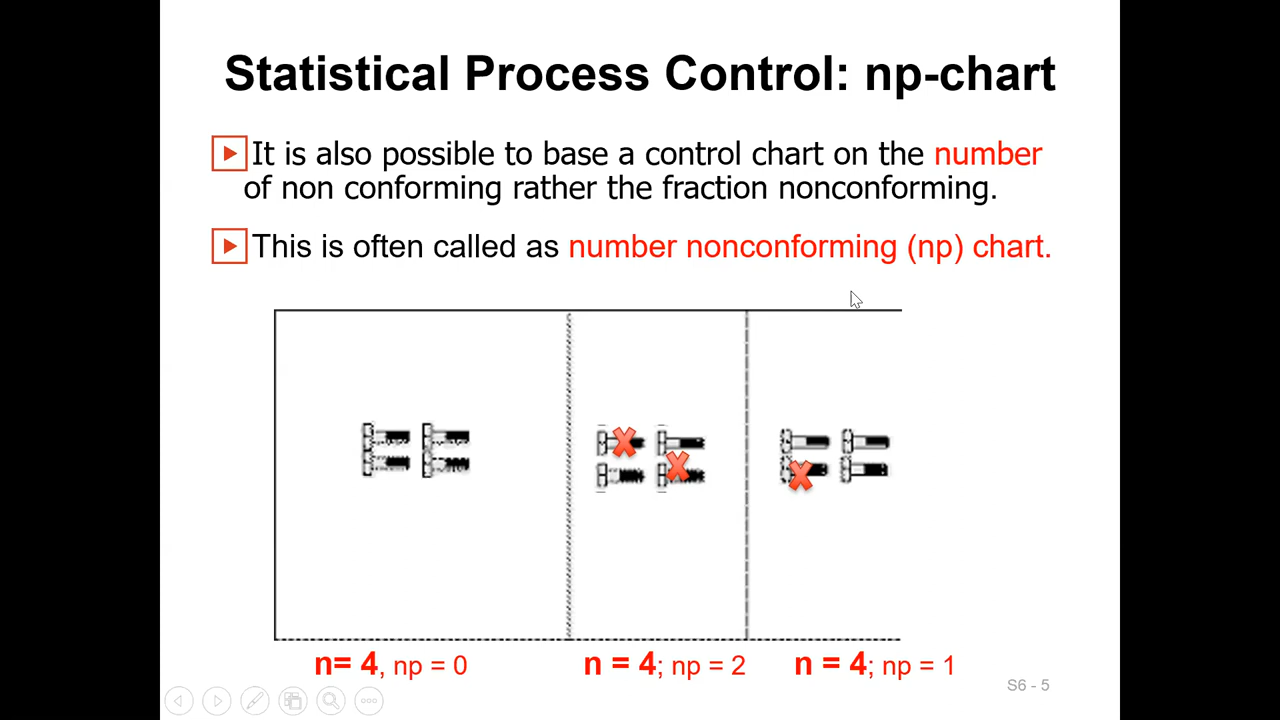 Statistical Process Control: np-chart
It is also possible to base a control chart on the number
of non conforming rather the fraction nonconforming.
This is often called as number nonconforming (np) chart.
n= 4, np = 0
n = 4; np = 2
n = 4; np = 1
S6 - 5